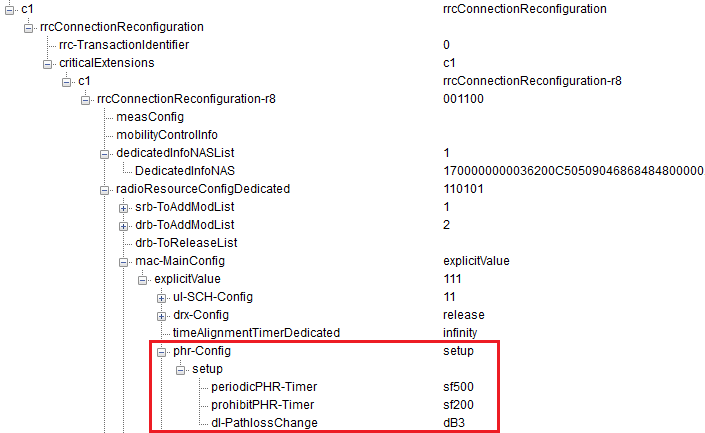 c1 rrcConnectionReconfiguration
rrcConnectionReconfiguration
rrc-TransactionIdentifier 0
criticalExtensions c1
c1 rrcConnectionReconfiguration-r8
rrcConnectionReconfiguration-r8 001100
measConfig
mobilityControlInfo
dedicatedInfoNASList 1
DedicatedInfoNAS 1700000000036200C50509046868484800000
radioResourceConfigDedicated 110101
srb-ToAddModList 1
drb-ToAddModList 2
drb-ToReleaseList
mac-MainConfig explicitValue
explicitValue 111
ul-SCH-Config 11
drx-Config release
timeAlignmentTimerDedicated infinity
phr-Config setup
setup
periodicPHR-Timer sf500
prohibitPHR-Timer sf200
dl-PathlossChange dB3